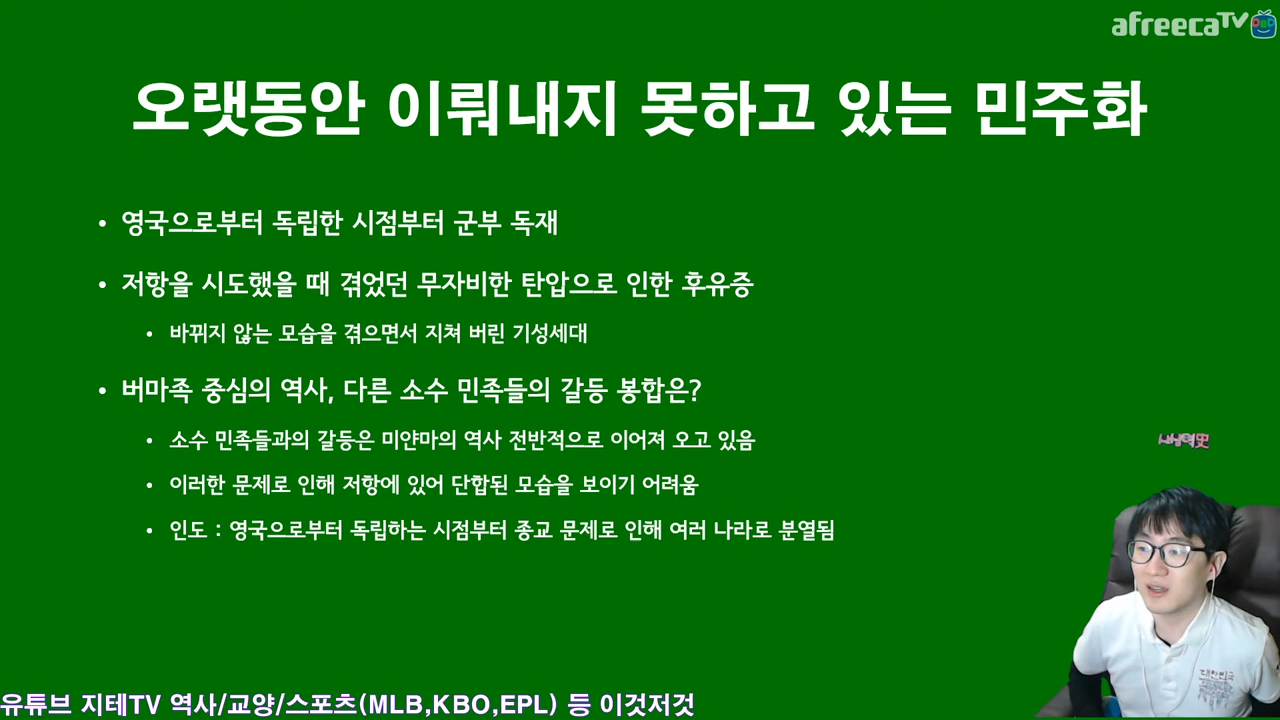 afreecaTV
오랫동안 이뤄내지 못하고 있는 민주화
• 영국으로부터 독립한 시점부터 군부 독재
• 저항을 시도했을 때 겪었던 무자비한 탄압으로 인한 후유증
• 바뀌지 않는 모습을 겪으면서 지쳐 버린 기성세대
• 버마족 중심의 역사, 다른 소수 민족들의 갈등 봉합은?
• 소수 민족들과의 갈등은 미얀마의 역사 전반적으로 이어져 오고 있음
• 이러한 문제로 인해 저항에 있어 단합된 모습을 보이기 어려움
• 인도 : 영국으로부터 독립하는 시점부터 종교 문제로 인해 여러 나라로 분열됨
대한민국
유튜브 지테TV 역사/교양/스포츠(MLB,KBO,EPL) 등 이것저것